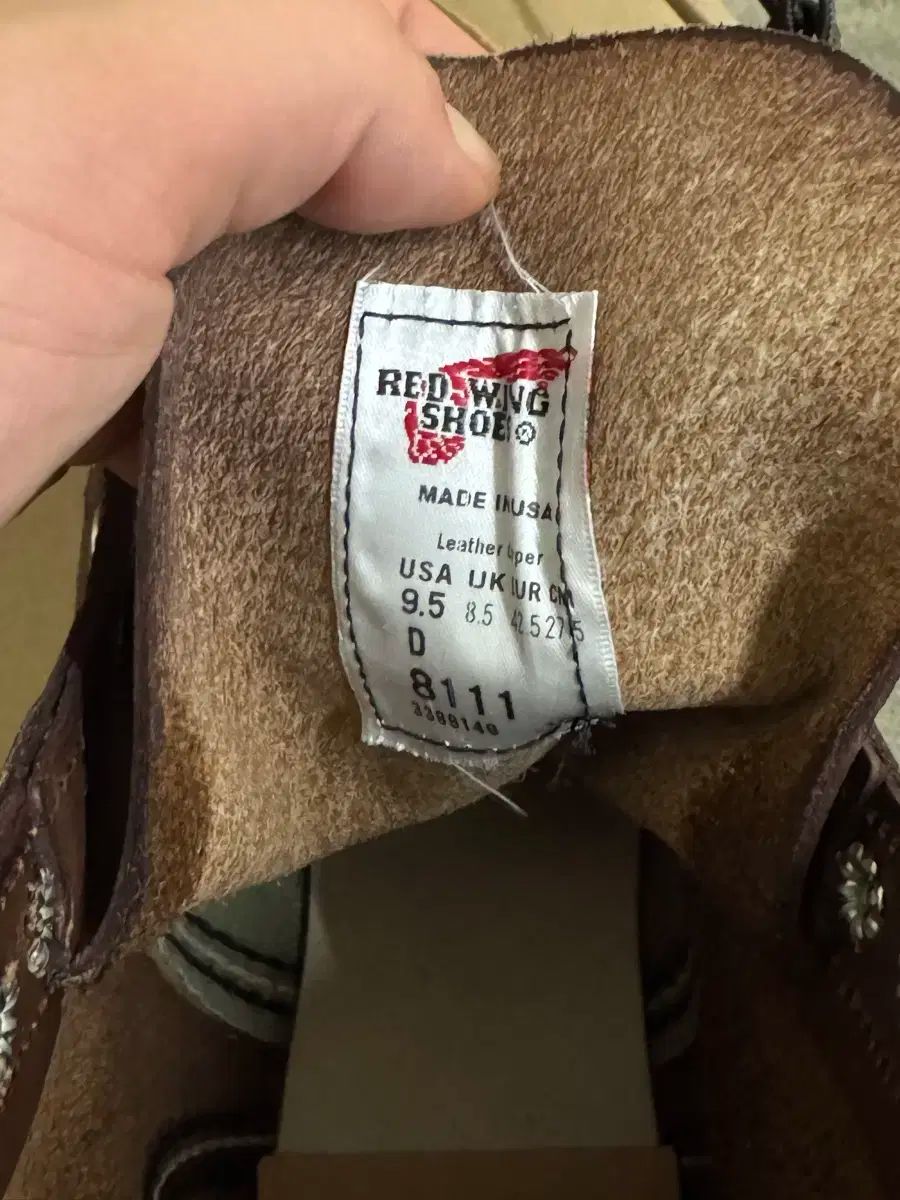 RED WING
SHOES
MADE IN USA
Leather Upper
USA UK EUR CM
9.5 8.5 42.5 27.5
D
8111